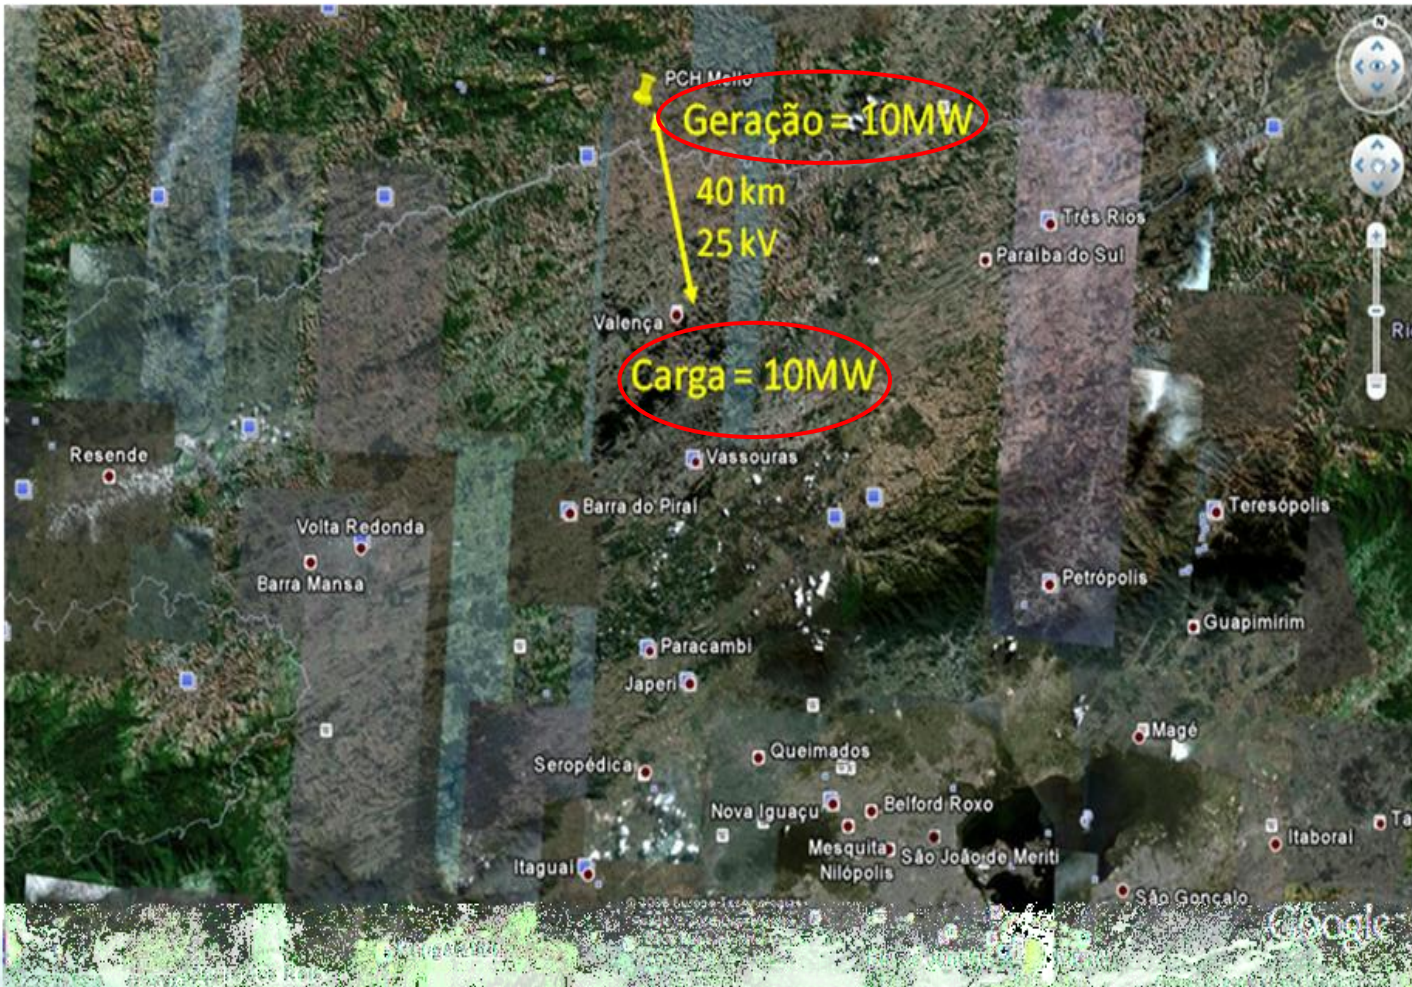 N
PCH Mello
Geração = 10MW
40 km
25 kV
Três Rios
Paraíba do Sul
Valença
Carga = 10MW
Resende
Vassouras
Volta Redonda
Barra do Piraí
Teresópolis
Barra Mansa
Petrópolis
Guapimirim
Paracambi
Japeri
Magé
Queimados
Seropédica
Nova Iguaçu
Belford Roxo
Ta
Itaboraí
Mesquita
São João de Meriti
Nilópolis
Itaguaí
São Gonçalo
Google